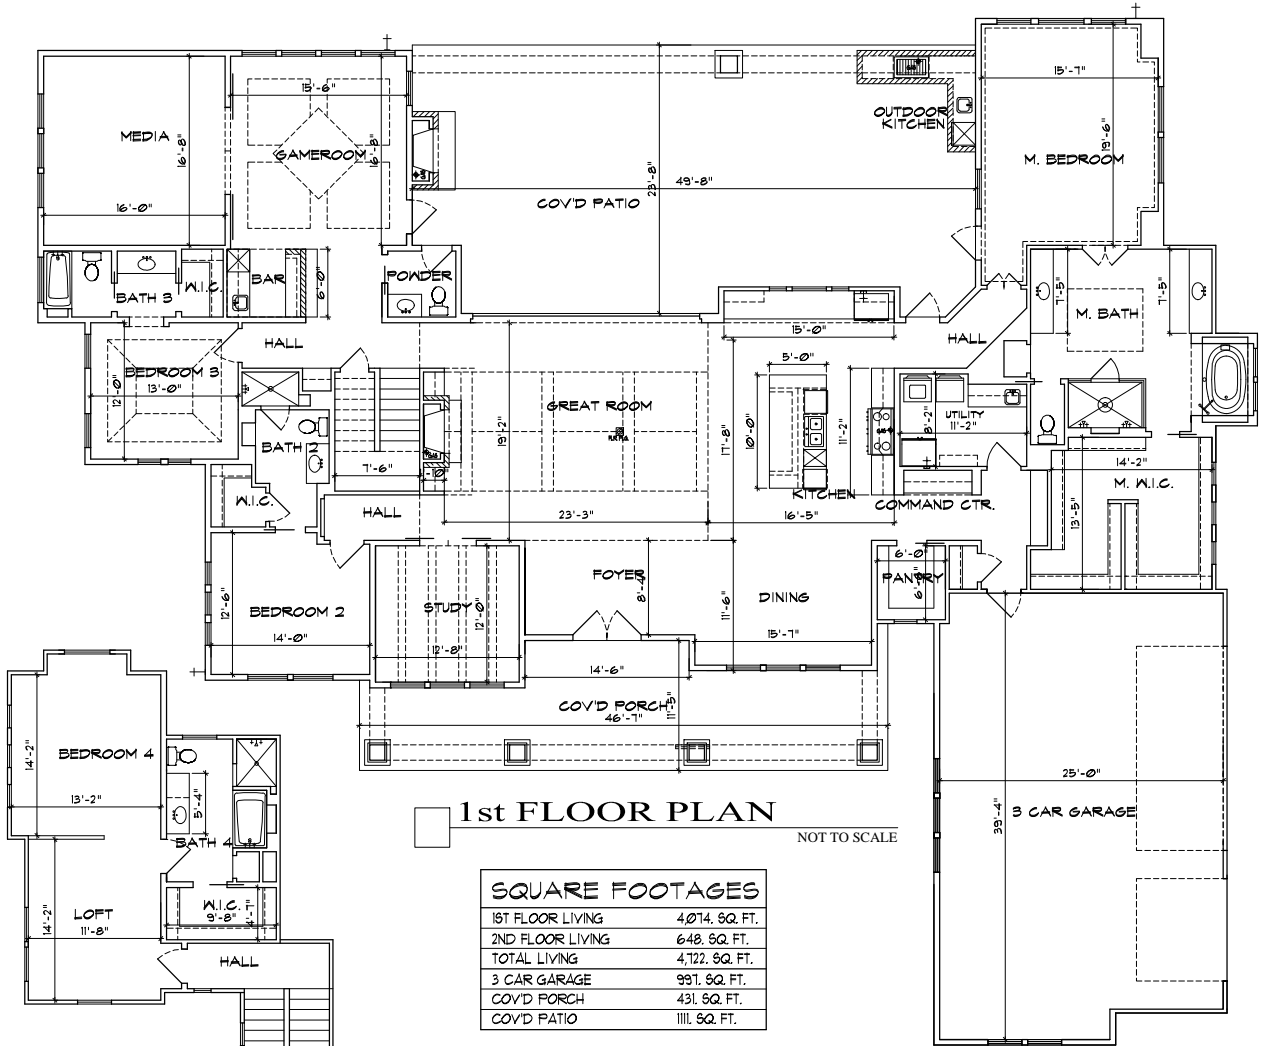 15'-6"
MEDIA
16'-8"
GAMEROOM
16'-8"
16'-0"
49'-8"
23'-8"
COV'D PATIO
OUTDOOR
KITCHEN
15'-7"
19'-6"
M. BEDROOM
BATH 3
W.I.C.
BAR
6'-0"
POWDER
HALL
BEDROOM 3
13'-0"
12'-0"
BATH 2
W.I.C.
7'-6"
HALL
GREAT ROOM
19'-2"
23'-3"
15'-0"
5'-0"
10'-0"
17'-8"
11'-2"
KITCHEN
16'-5"
HALL
7'-5"
7'-5"
M. BATH
UTILITY
11'-2"
8'-2"
COMMAND CTR.
14'-2"
M. W.I.C.
13'-5"
6'-0"
PANTRY
FOYER
8'-4"
DINING
11'-6"
15'-7"
STUDY
12'-0"
12'-8"
BEDROOM 2
12'-6"
14'-0"
14'-6"
COV'D PORCH
11'-5"
46'-7"
25'-0"
39'-4"
3 CAR GARAGE
BEDROOM 4
14'-2"
13'-2"
5'-4"
BATH 4
W.I.C.
9'-8"
4'-7"
LOFT
14'-2"
11'-8"
HALL
1st FLOOR PLAN
NOT TO SCALE
SQUARE FOOTAGES
1ST FLOOR LIVING 4,074. SQ. FT.
2ND FLOOR LIVING 648. SQ. FT.
TOTAL LIVING 4,722. SQ. FT.
3 CAR GARAGE 997. SQ. FT.
COV'D PORCH 431. SQ. FT.
COV'D PATIO 1111. SQ. FT.